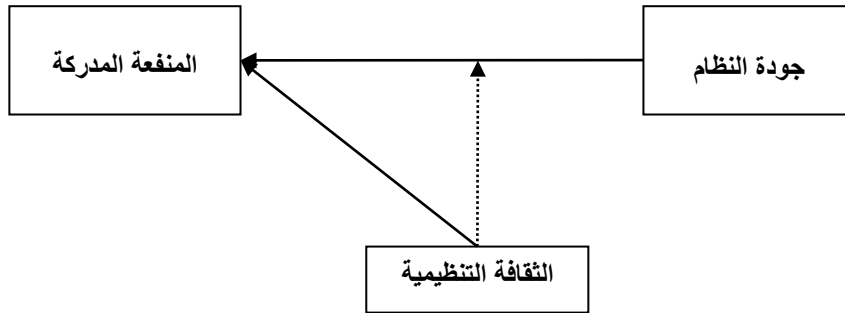 جودة النظام
المنفعة المدركة
الثقافة التنظيمية